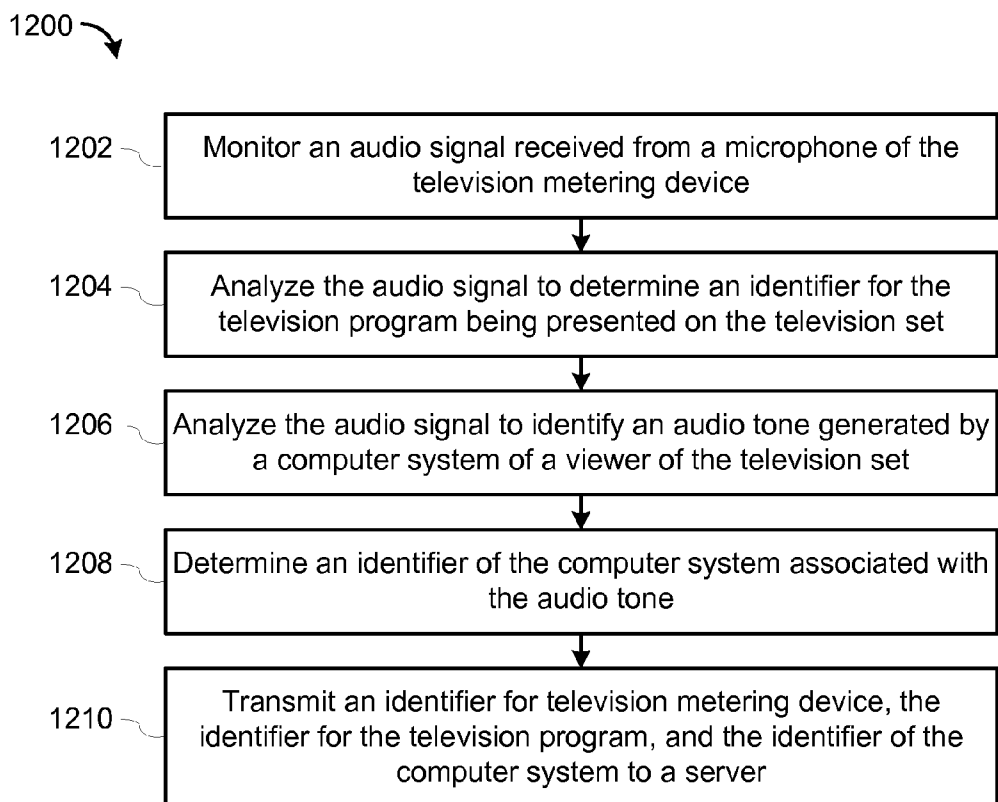 1200
1202
Monitor an audio signal received from a microphone of the
television metering device
1204
Analyze the audio signal to determine an identifier for the
television program being presented on the television set
1206
Analyze the audio signal to identify an audio tone generated by
a computer system of a viewer of the television set
1208
Determine an identifier of the computer system associated with
the audio tone
1210
Transmit an identifier for television metering device, the
identifier for the television program, and the identifier of the
computer system to a server